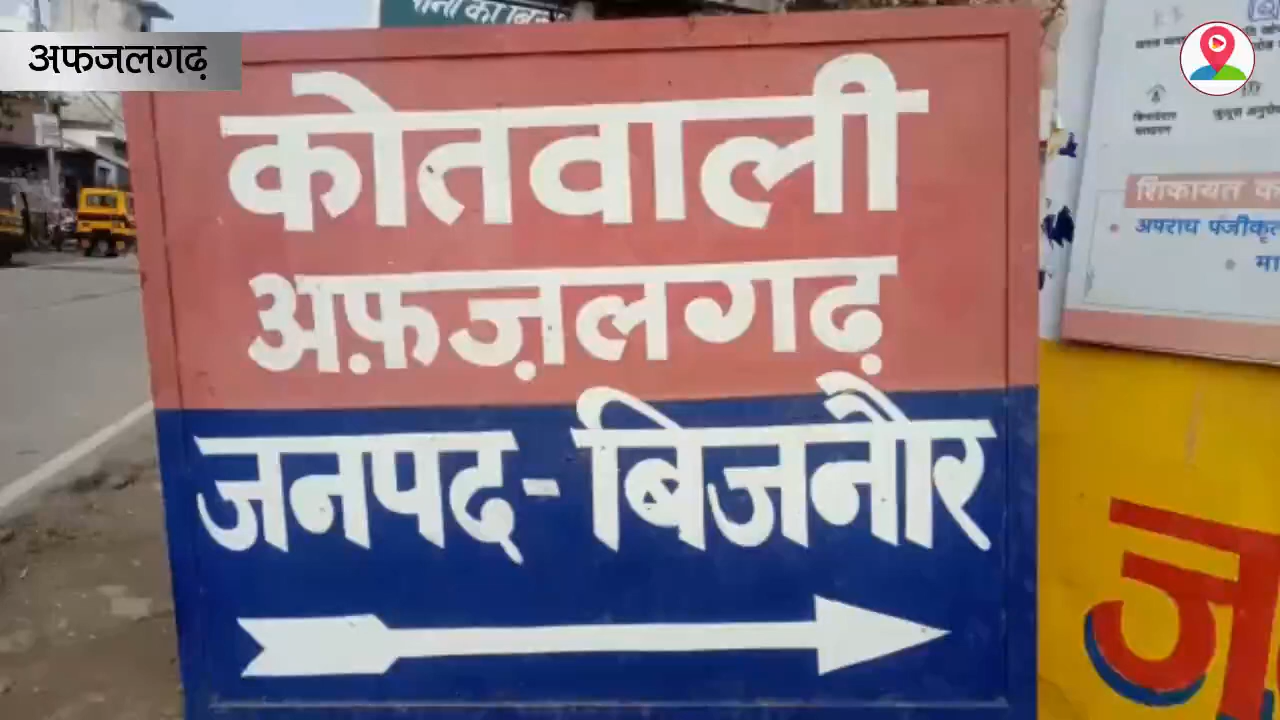 अफजलगढ़
कोतवाली
अफ़ज़लगढ़
जनपद-बिजनौर
शिकायत
अपराध पंजीकृत